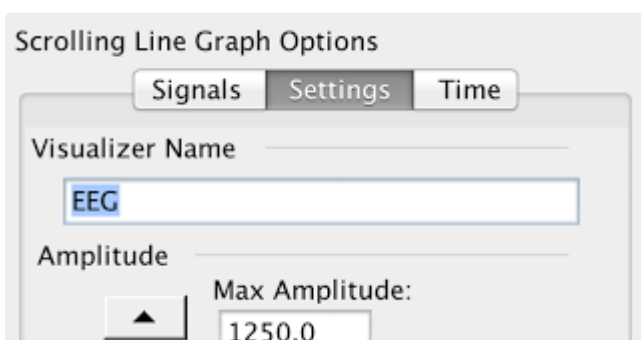 Scrolling Line Graph Options
Signals Settings Time
Visualizer Name
EEG
Amplitude
Max Amplitude:
1250.0